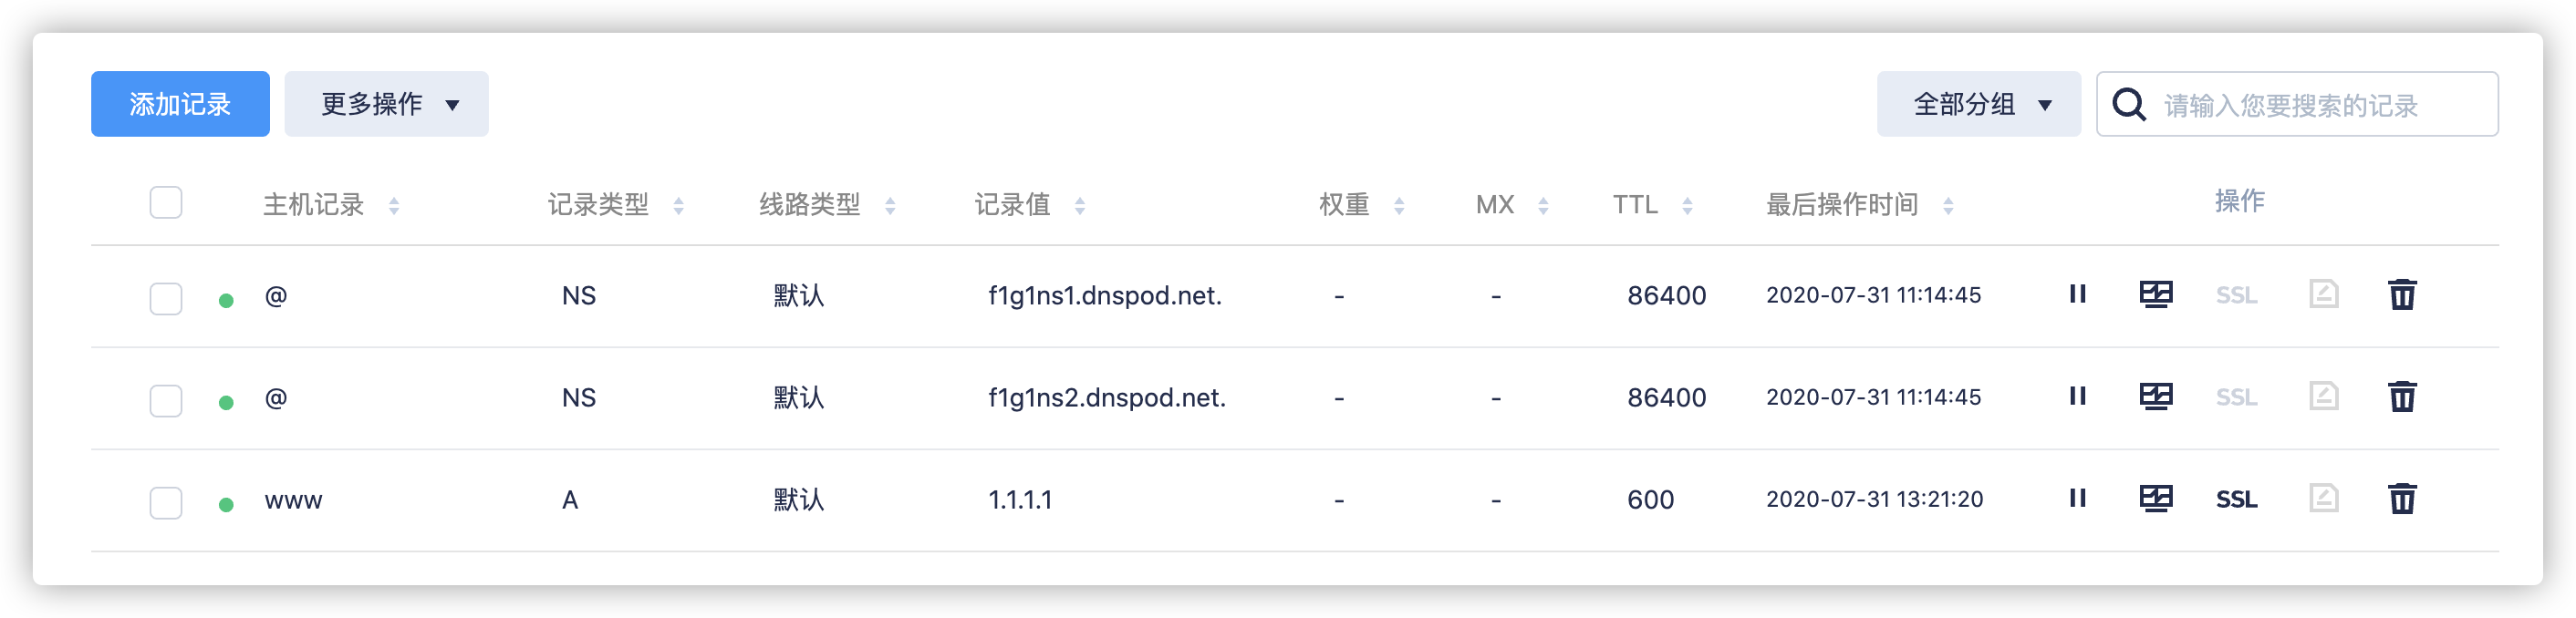 添加记录 更多操作 全部分组 请输入您要搜索的记录
主机记录 记录类型 线路类型 记录值 权重 MX TTL 最后操作时间 操作
@ NS 默认 f1g1ns1.dnspod.net. - - 86400 2020-07-31 11:14:45 SSL
@ NS 默认 f1g1ns2.dnspod.net. - - 86400 2020-07-31 11:14:45 SSL
www A 默认 1.1.1.1 - - 600 2020-07-31 13:21:20 SSL